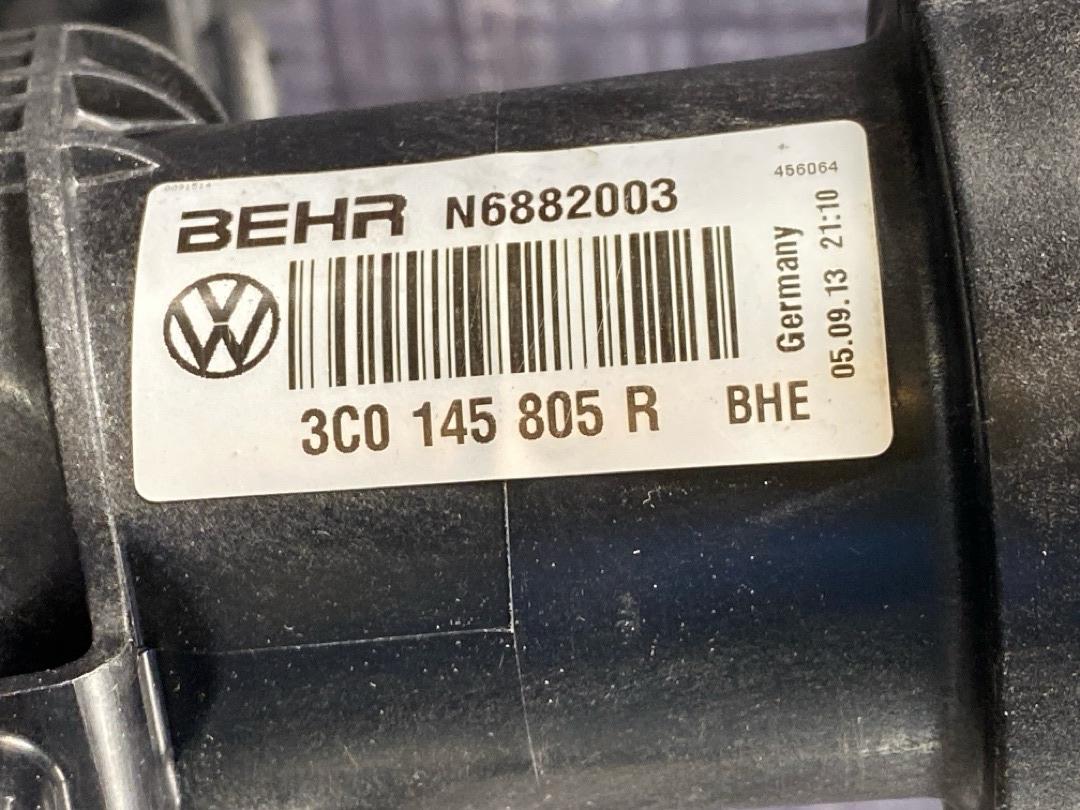 BEHR N6882003
456064
3C0 145 805 R BHE
Germany
05.09.13 21:10